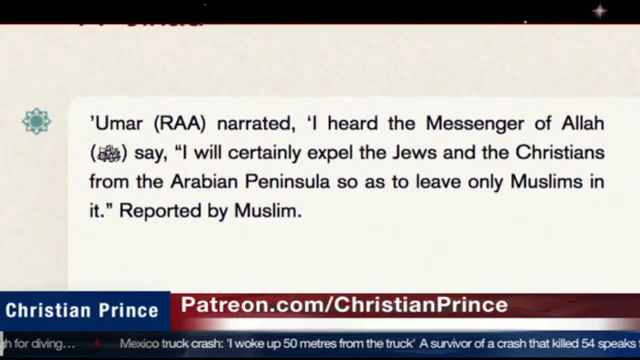 'Umar (RAA) narrated, 'I heard the Messenger of Allah
(ﷺ) say, "I will certainly expel the Jews and the Christians
from the Arabian Peninsula so as to leave only Muslims in
it." Reported by Muslim.
Christian Prince
Patreon.com/ChristianPrince
gh for diving... Mexico truck crash: 'I woke up 50 metres from the truck' A survivor of a crash that killed 54 speaks